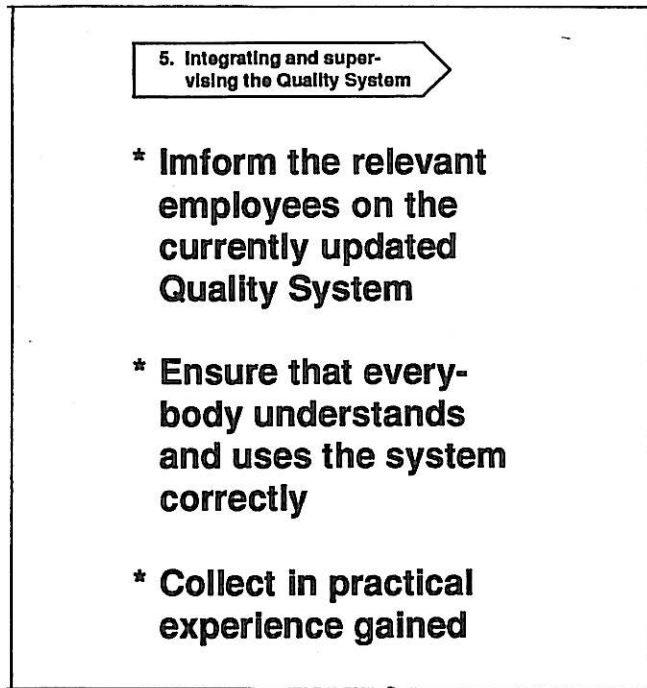 5. Integrating and super-
vising the Quality System
* Imform the relevant
employees on the
currently updated
Quality System
* Ensure that every-
body understands
and uses the system
correctly
* Collect in practical
experience gained